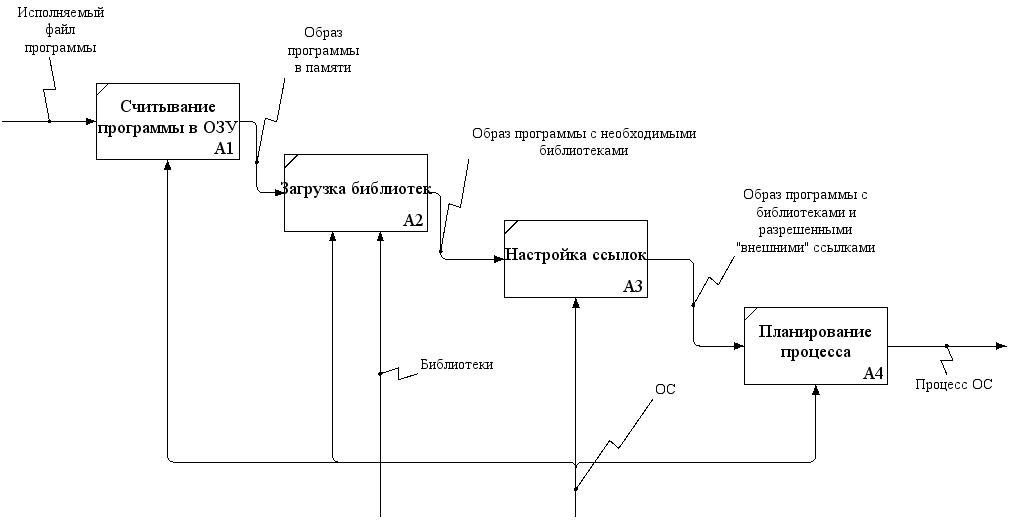 Исполняемый
файл
программы
Образ
программы
в памяти
Считывание
программы в ОЗУ
A1
Образ программы с необходимыми
библиотеками
Загрузка библиотек
A2
Образ программы с
библиотеками и
разрешенными
"внешними" ссылками
Настройка ссылок
A3
Планирование
процесса
A4
Библиотеки
Процесс ОС
ОС